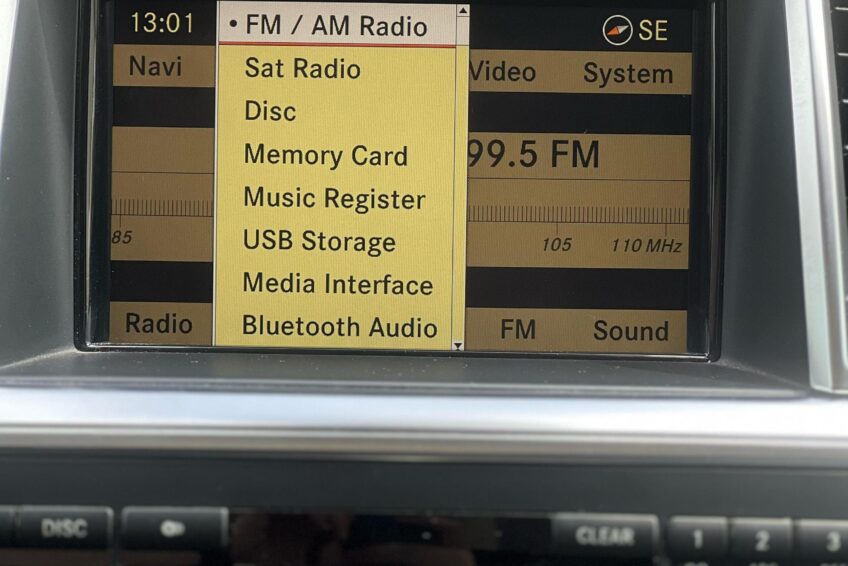 13:01
• FM / AM Radio
SE
Navi
Sat Radio
Video
System
Disc
Memory Card
99.5 FM
Music Register
85
USB Storage
105
110 MHz
Media Interface
Radio
Bluetooth Audio
FM
Sound
DISC
CLEAR
1
2
3